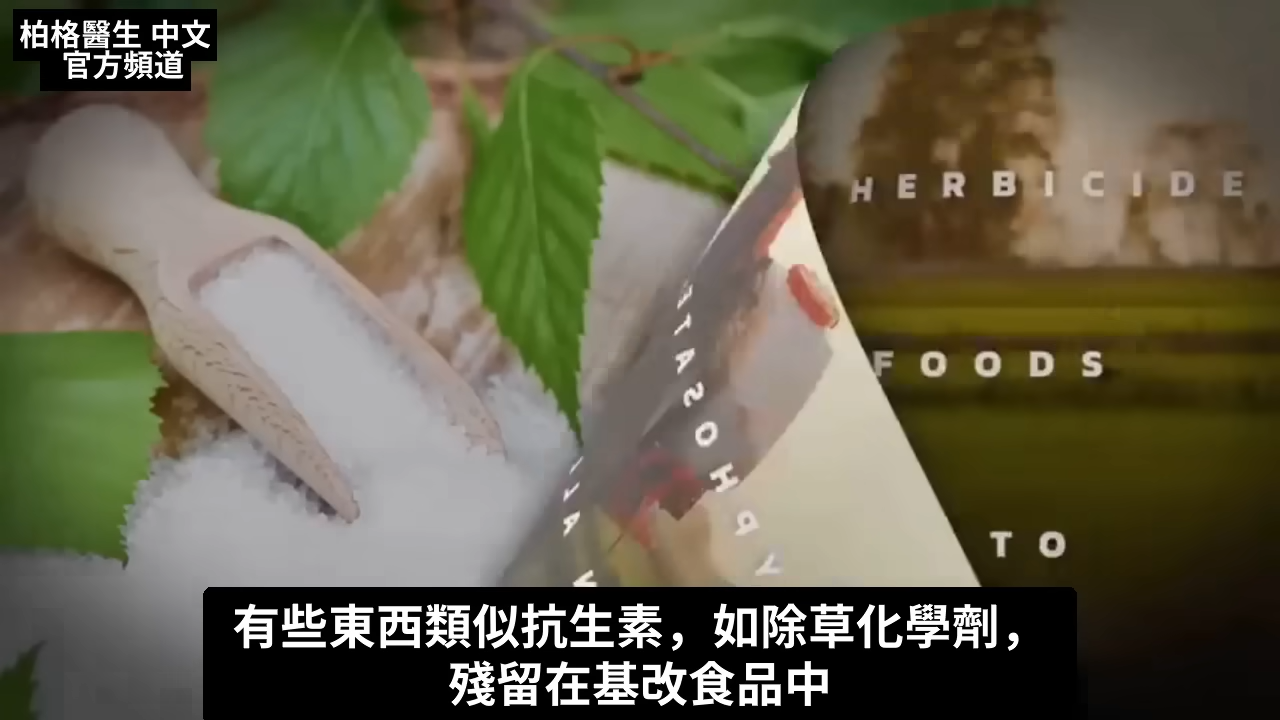 柏格醫生 中文
官方頻道
HERBICIDE
FOODS
TO
有些東西類似抗生素，如除草化學劑，
殘留在基改食品中